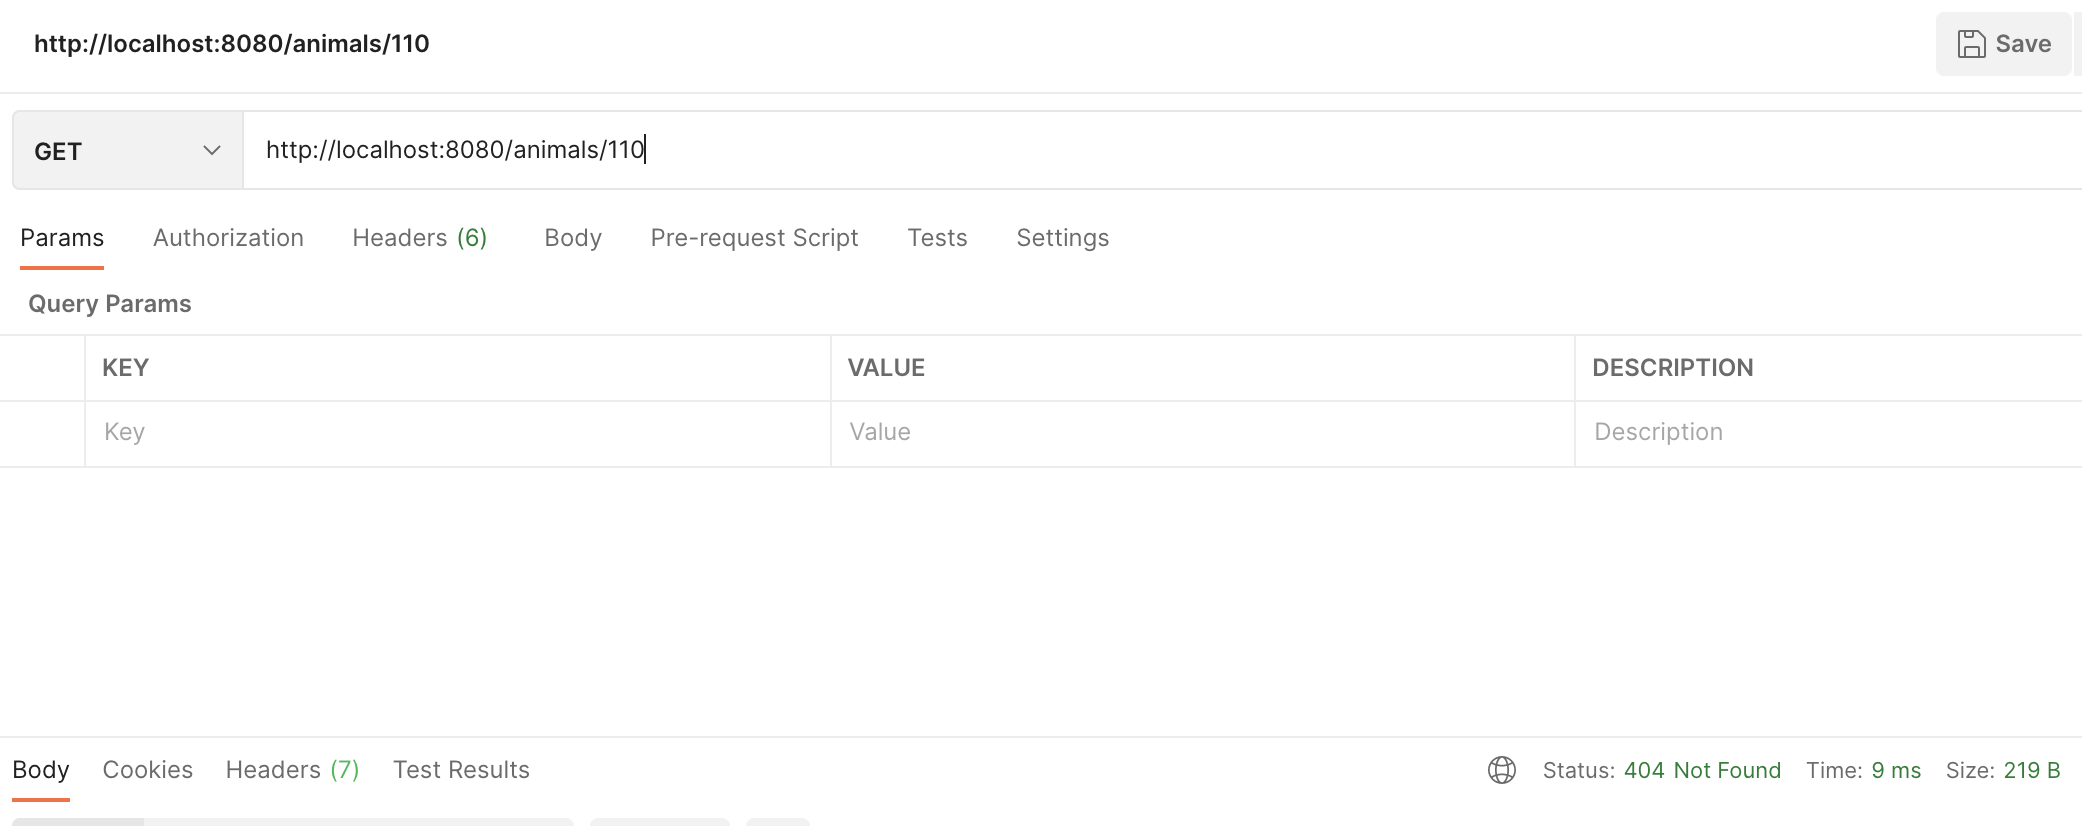 http://localhost:8080/animals/110 Save
GET http://localhost:8080/animals/110
Params Authorization Headers (6) Body Pre-request Script Tests Settings
Query Params
KEY VALUE DESCRIPTION
Key Value Description
Body Cookies Headers (7) Test Results Status: 404 Not Found Time: 9 ms Size: 219 B